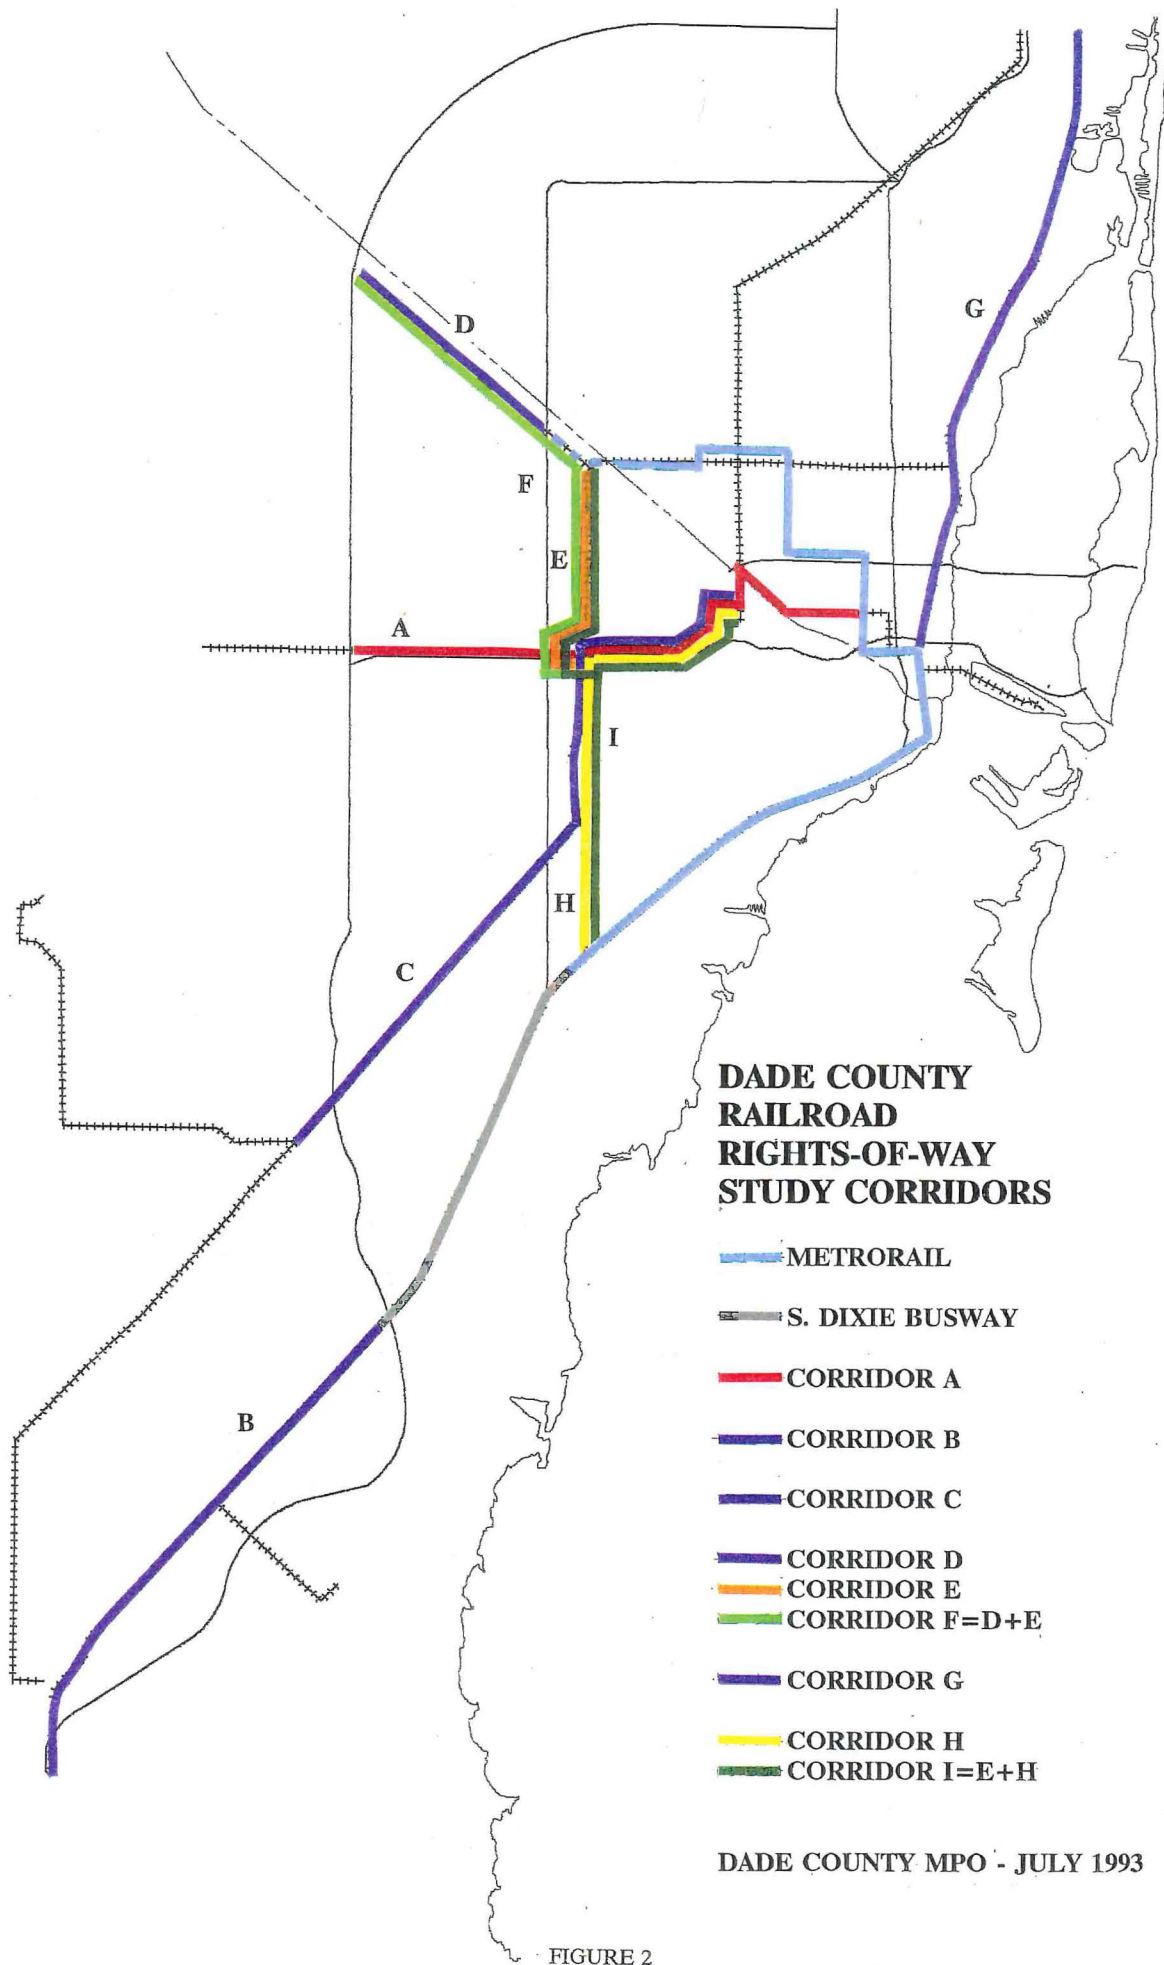 D
G
F
E
A
I
H
C
DADE COUNTY
RAILROAD
RIGHTS-OF-WAY
STUDY CORRIDORS
METRORAIL
S. DIXIE BUSWAY
CORRIDOR A
B
CORRIDOR B
CORRIDOR C
CORRIDOR D
CORRIDOR E
CORRIDOR F=D+E
CORRIDOR G
CORRIDOR H
CORRIDOR I=E+H
DADE COUNTY MPO - JULY 1993
FIGURE 2